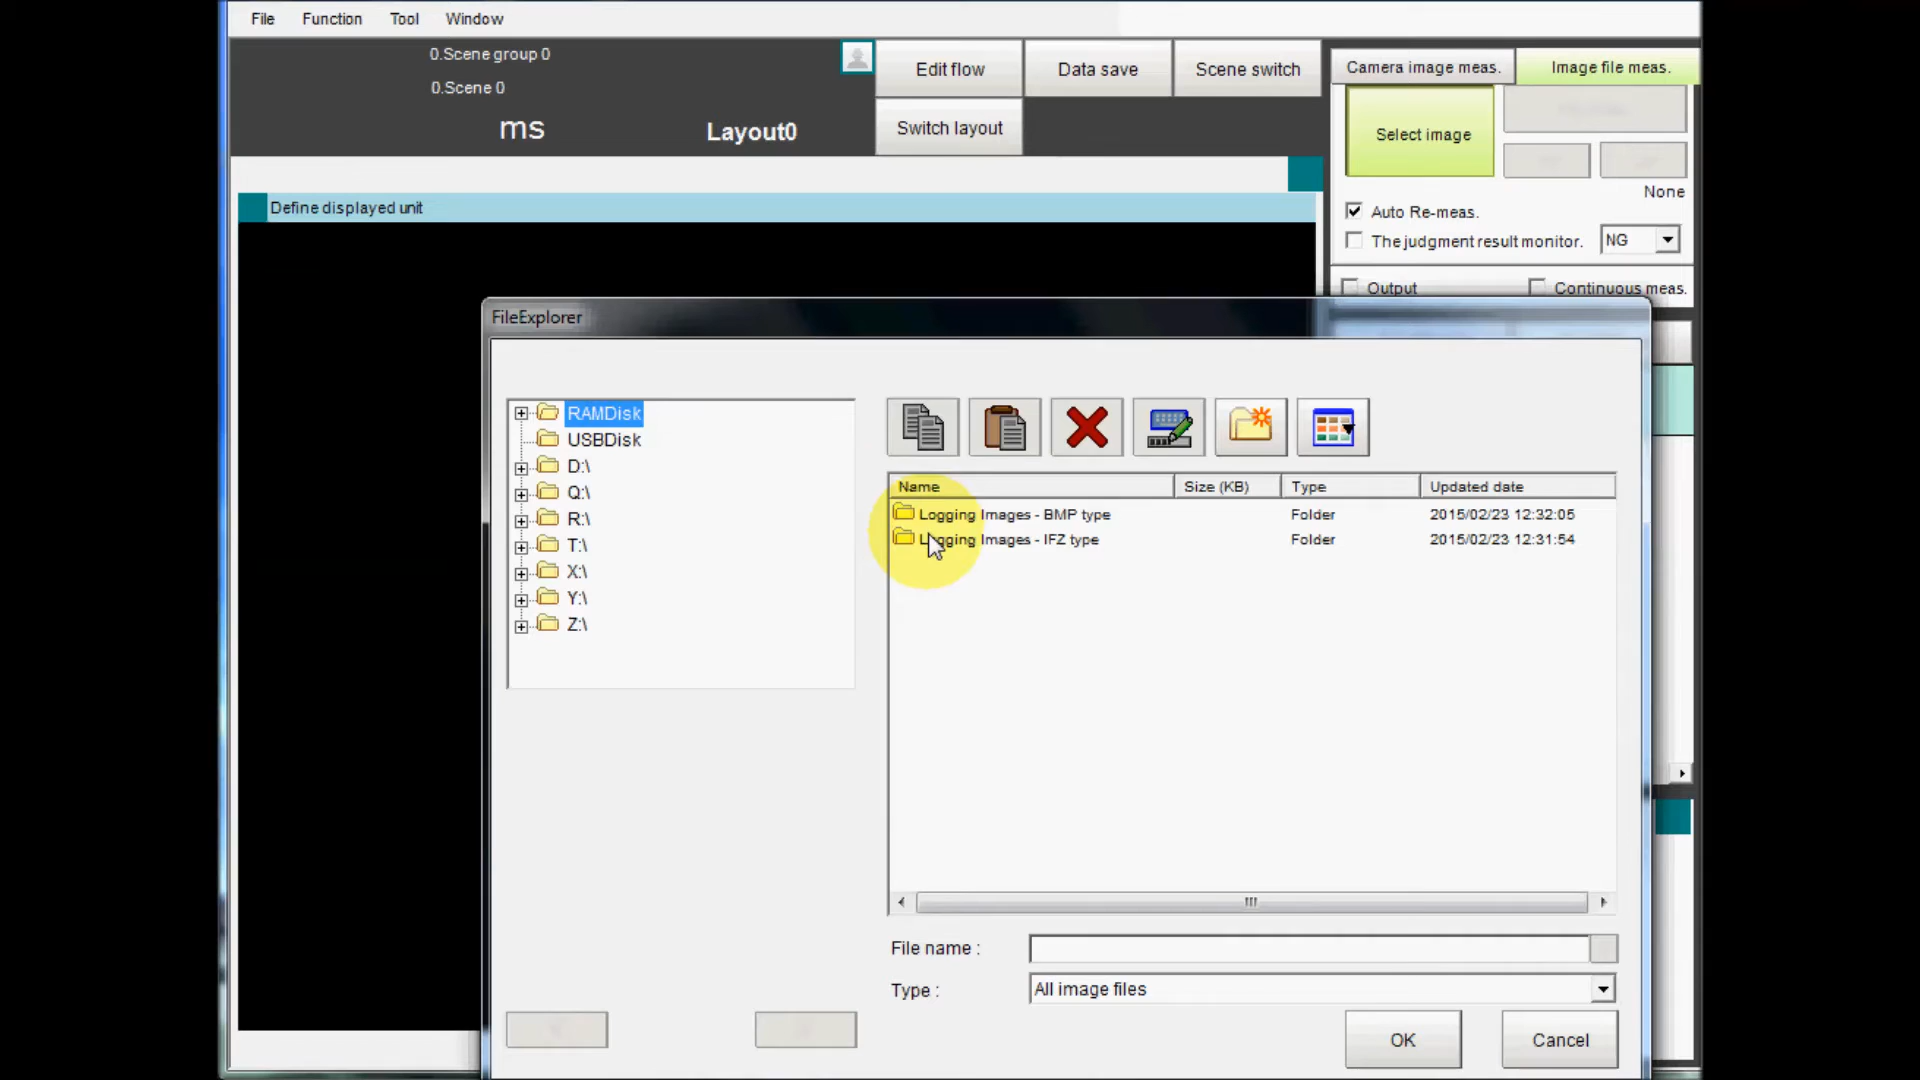 File Function Tool Window
0.Scene group 0
0.Scene 0
ms
Layout0
Edit flow
Data save
Scene switch
Switch layout
Camera image meas.
Image file meas.
Select image
None
Auto Re-meas.
The judgment result monitor.
NG
Output
Continuous meas.
Define displayed unit
FileExplorer
RAMDisk
USBDisk
D:\
Q:\
R:\
T:\
X:\
Y:\
Z:\
Name Size (KB) Type Updated date
Logging Images - BMP type Folder 2015/02/23 12:32:05
Logging Images - IFZ type Folder 2015/02/23 12:31:54
File name :
Type :
All image files
OK
Cancel